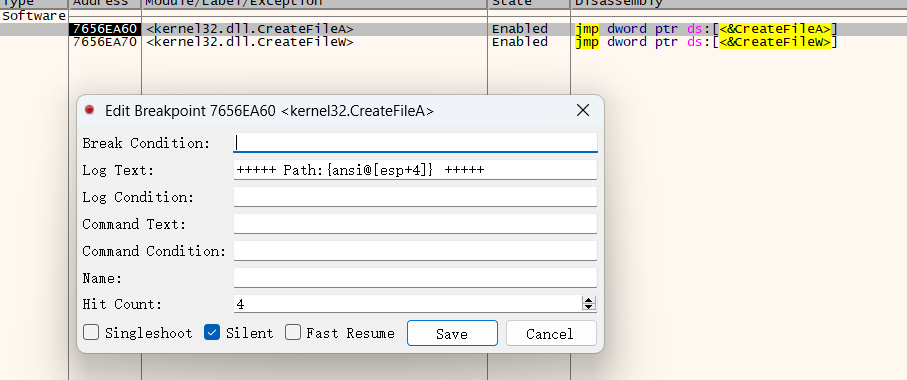 Type Address Module/Label/Exception State Disassembly
Software
7656EA60 <kernel32.dll.CreateFileA> Enabled jmp dword ptr ds:[<&CreateFileA>]
7656EA70 <kernel32.dll.CreateFileW> Enabled jmp dword ptr ds:[<&CreateFileW>]
Edit Breakpoint 7656EA60 <kernel32.CreateFileA>
Break Condition:
Log Text: +++++ Path:{ansi@[esp+4]} +++++
Log Condition:
Command Text:
Command Condition:
Name:
Hit Count: 4
Singleshoot Silent Fast Resume Save Cancel